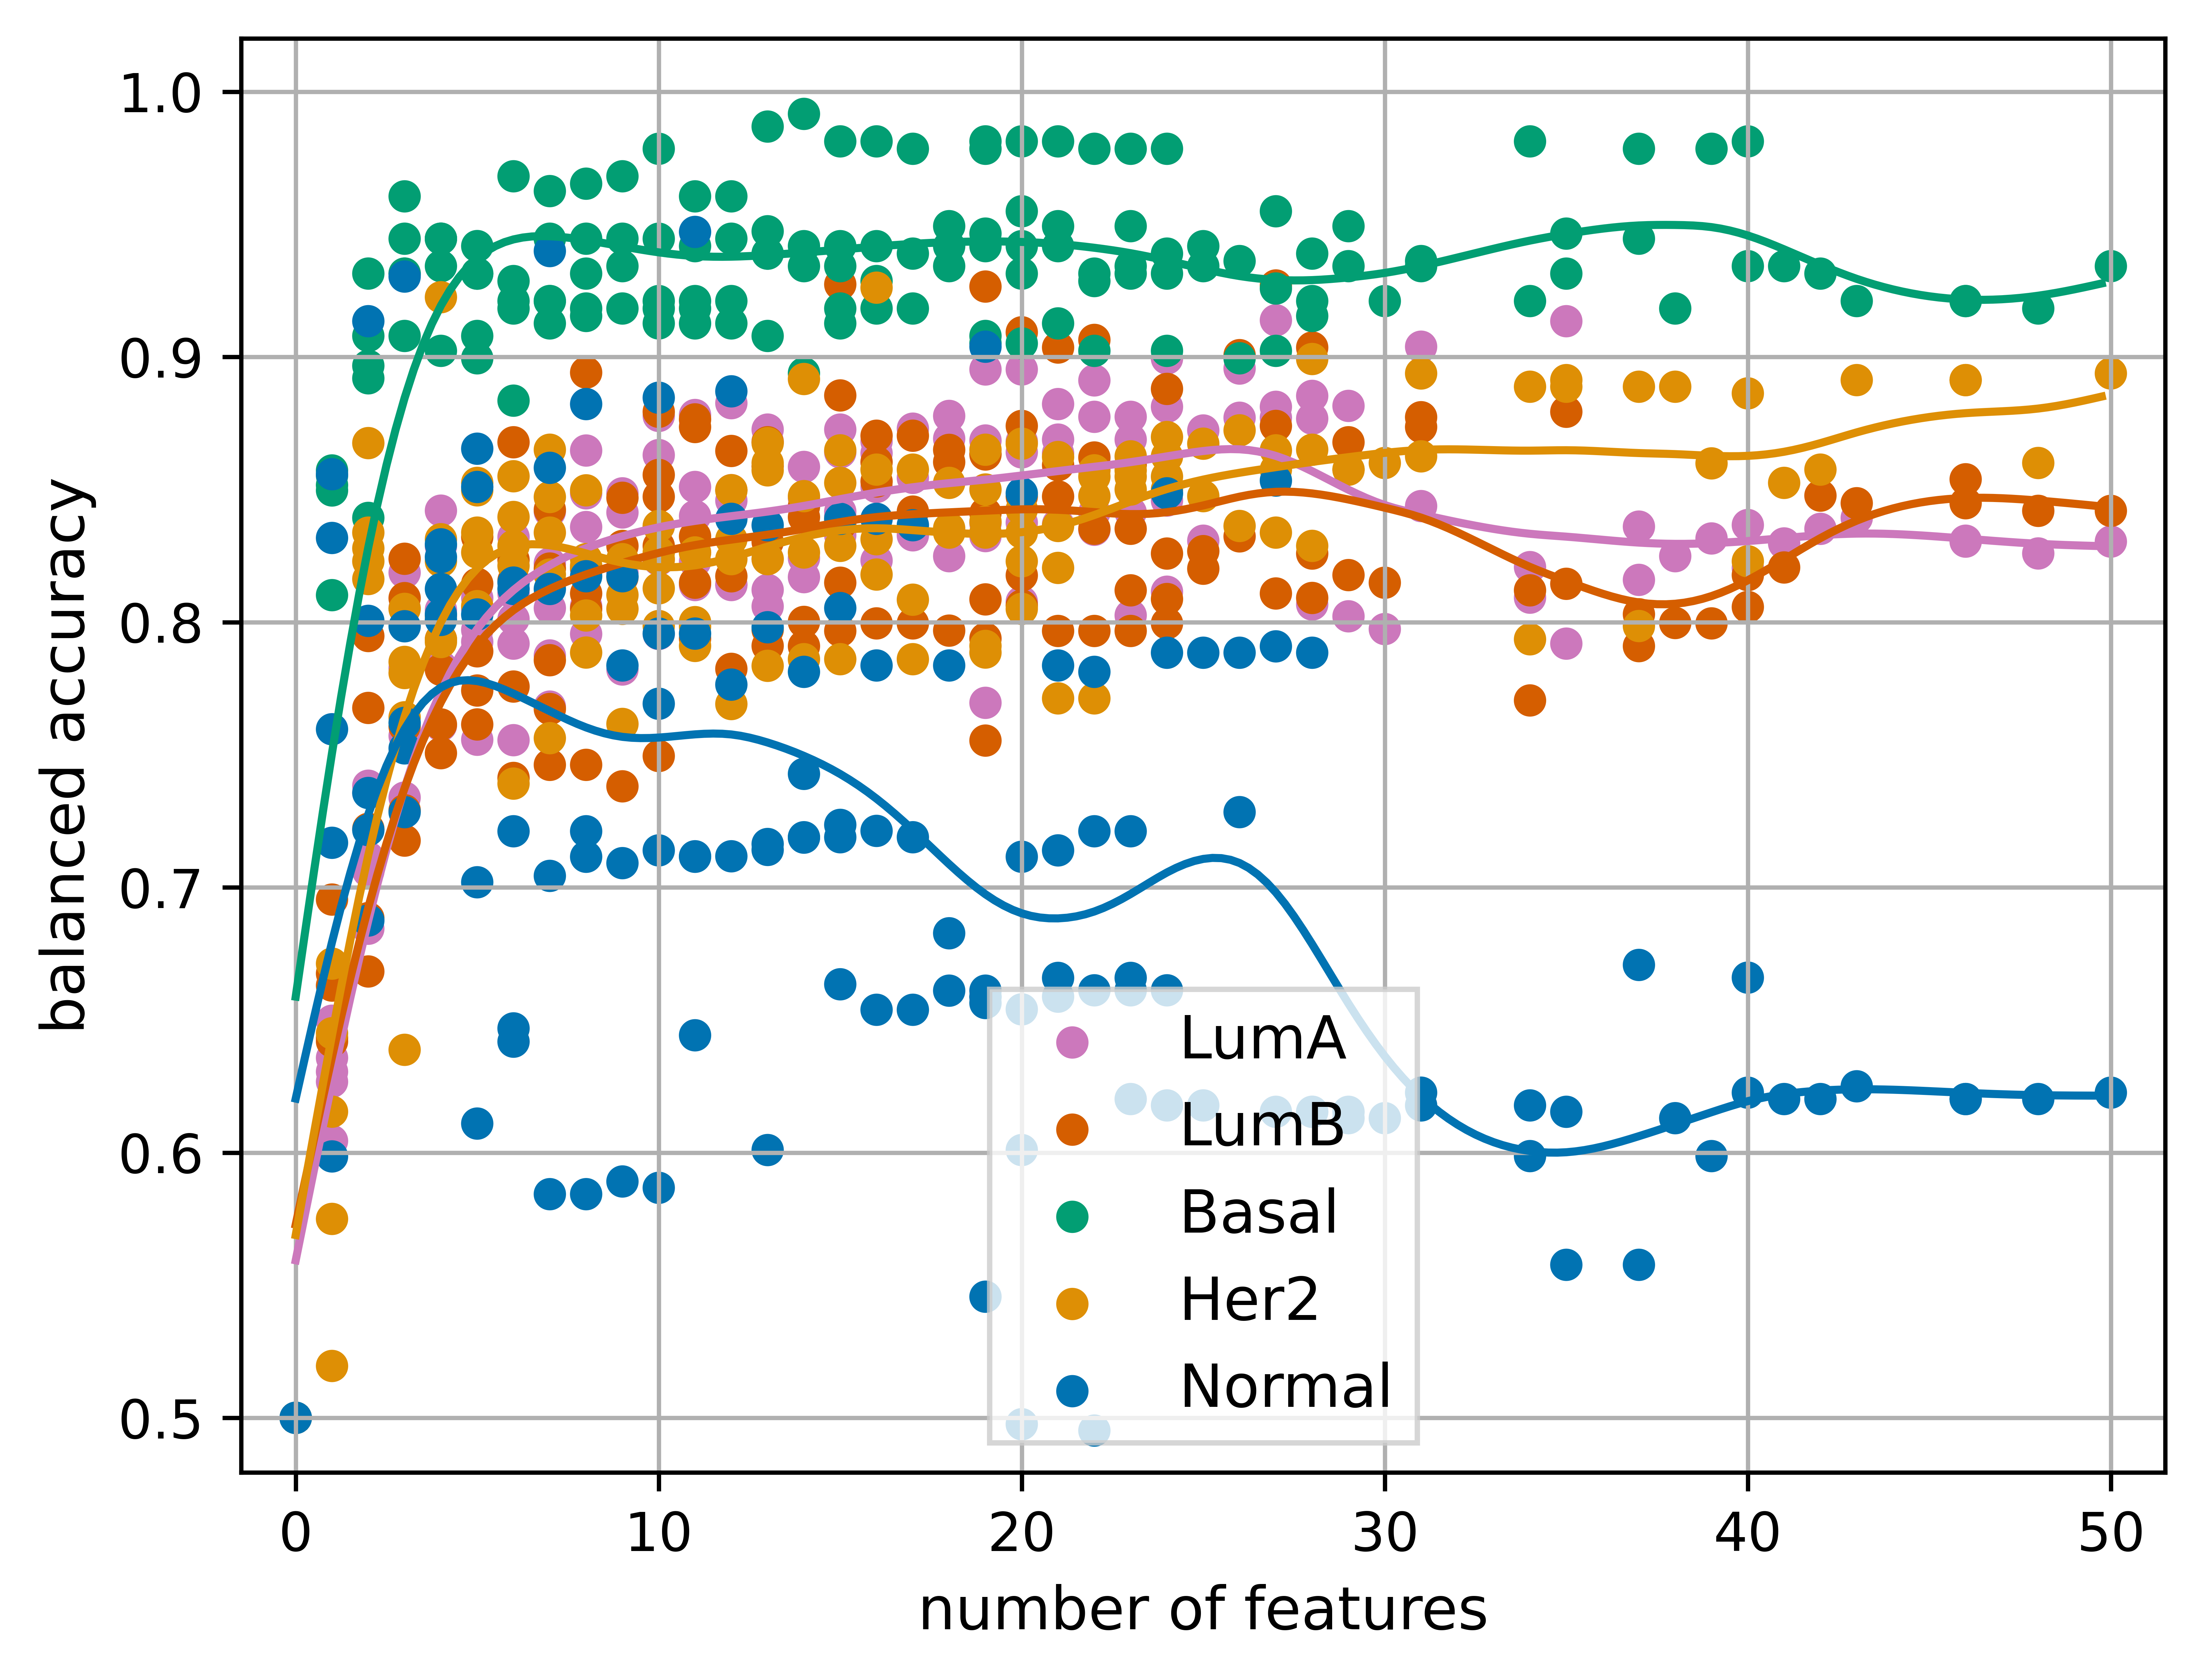 1.0
0.9
0.8
0.7
0.6
0.5
balanced accuracy
LumA
LumB
Basal
Her2
Normal
0 10 20 30 40 50
number of features